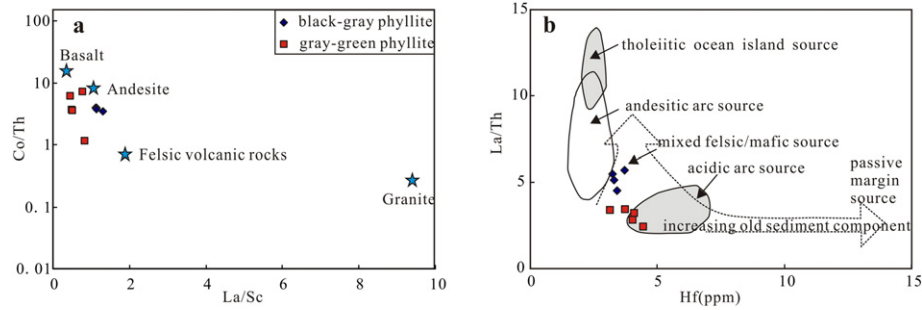 a
black-gray phyllite
gray-green phyllite
100
10
1
0. 1
0. 01
Co/Th
Basalt
Andesite
Felsic volcanic rocks
Granite
0
2
4
6
8
10
La/Sc
b
15
10
5
0
La/Th
tholeiitic ocean island source
andesitic arc source
mixed felsic/mafic source
acidic arc source
passive
margin
source
increasing old sediment component
0
5
10
15
Hf(ppm)